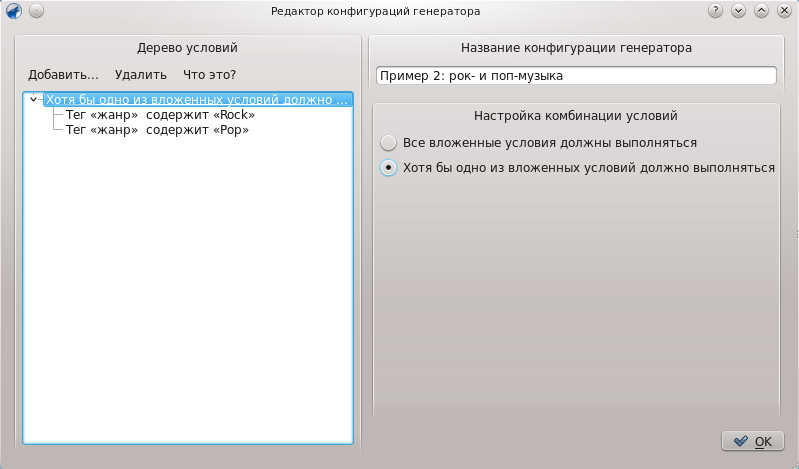 Редактор конфигураций генератора
?
Дерево условий
Добавить... Удалить Что это?
Хотя бы одно из вложенных условий должно ...
Тег «жанр»  содержит «Rock»
Тег «жанр»  содержит «Pop»
Название конфигурации генератора
Пример 2: рок- и поп-музыка
Настройка комбинации условий
Все вложенные условия должны выполняться
Хотя бы одно из вложенных условий должно выполняться
OK